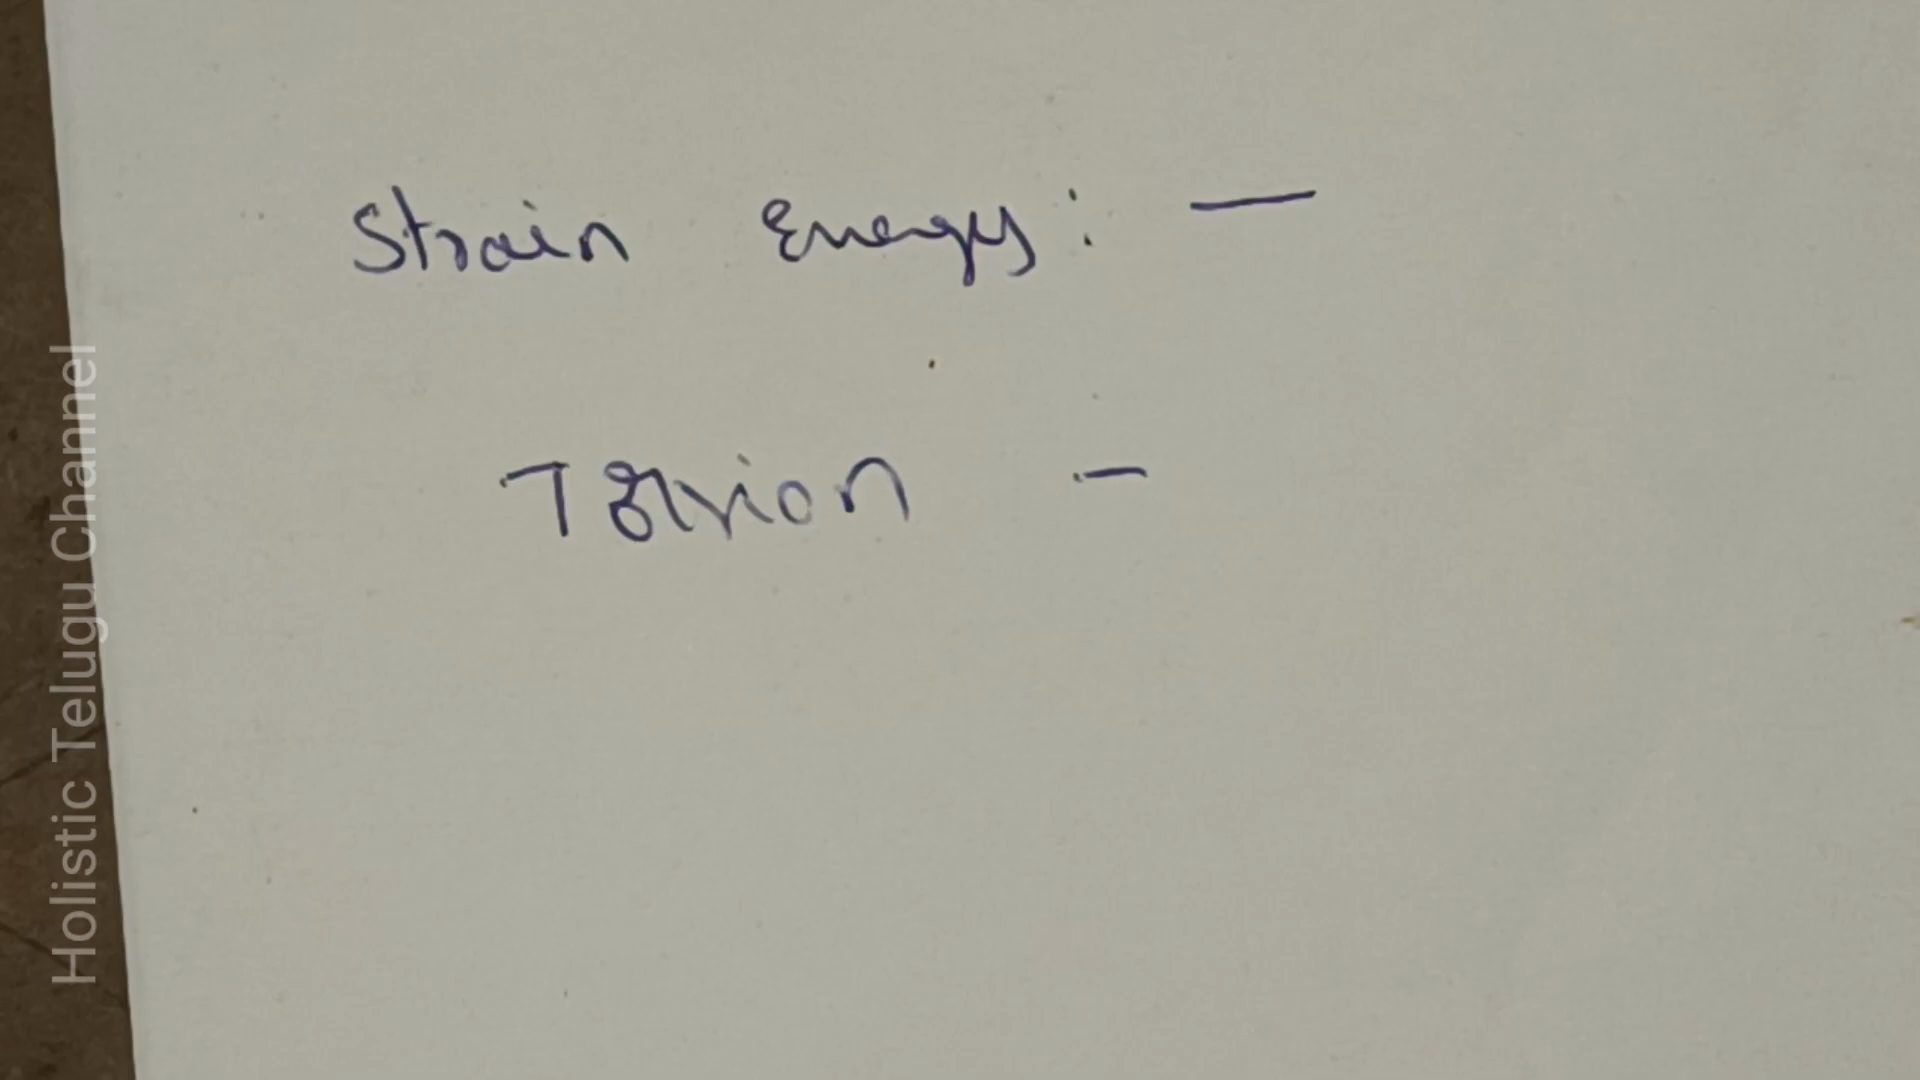 Strain Energy : —
Torsion –
Holistic Telugu Channel